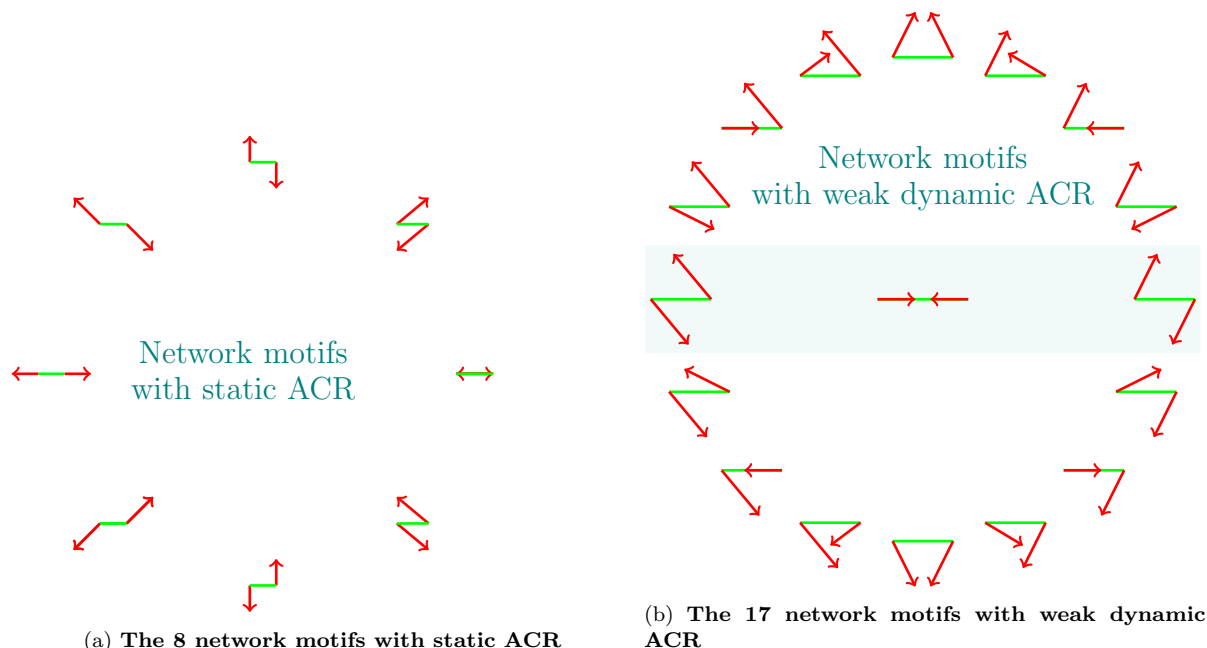 Network motifs
with static ACR
(a) The 8 network motifs with static ACR
Network motifs
with weak dynamic ACR
(b) The 17 network motifs with weak dynamic
ACR